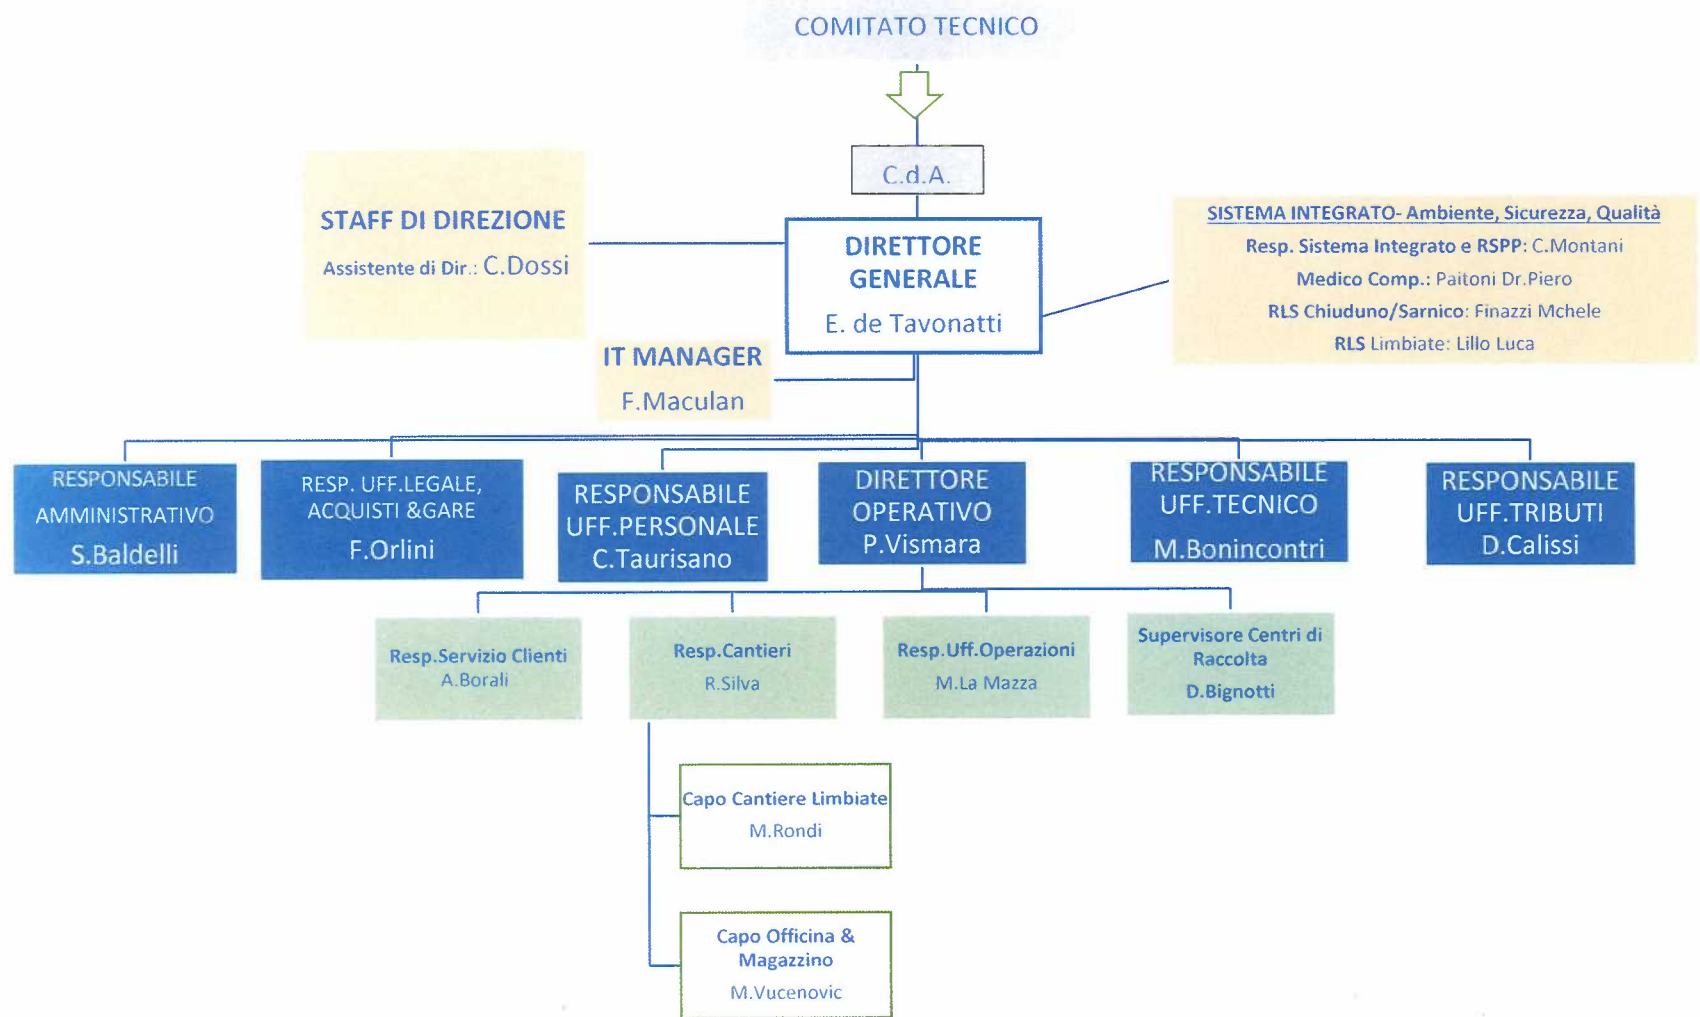 COMITATO TECNICO
C.d.A.
STAFF DI DIREZIONE
Assistente di Dir.: C.Dossi
DIRETTORE
GENERALE
E. de Tavonatti
SISTEMA INTEGRATO- Ambiente, Sicurezza, Qualità
Resp. Sistema Integrato e RSPP: C.Montani
Medico Comp.: Paitoni Dr.Piero
RLS Chiuduno/Sarnico: Finazzi Mchele
RLS Limbiate: Lillo Luca
IT MANAGER
F.Maculan
RESPONSABILE
AMMINISTRATIVO
S.Baldelli
RESP. UFF.LEGALE,
ACQUISTI &GARE
F.Orlini
RESPONSABILE
UFF.PERSONALE
C.Taurisano
DIRETTORE
OPERATIVO
P.Vismara
RESPONSABILE
UFF.TECNICO
M.Bonincontri
RESPONSABILE
UFF.TRIBUTI
D.Calissi
Resp.Servizio Clienti
A.Borali
Resp.Cantieri
R.Silva
Resp.Uff.Operazioni
M.La Mazza
Supervisore Centri di
Raccolta
D.Bignotti
Capo Cantiere Limbiate
M.Rondi
Capo Officina &
Magazzino
M.Vucenovic